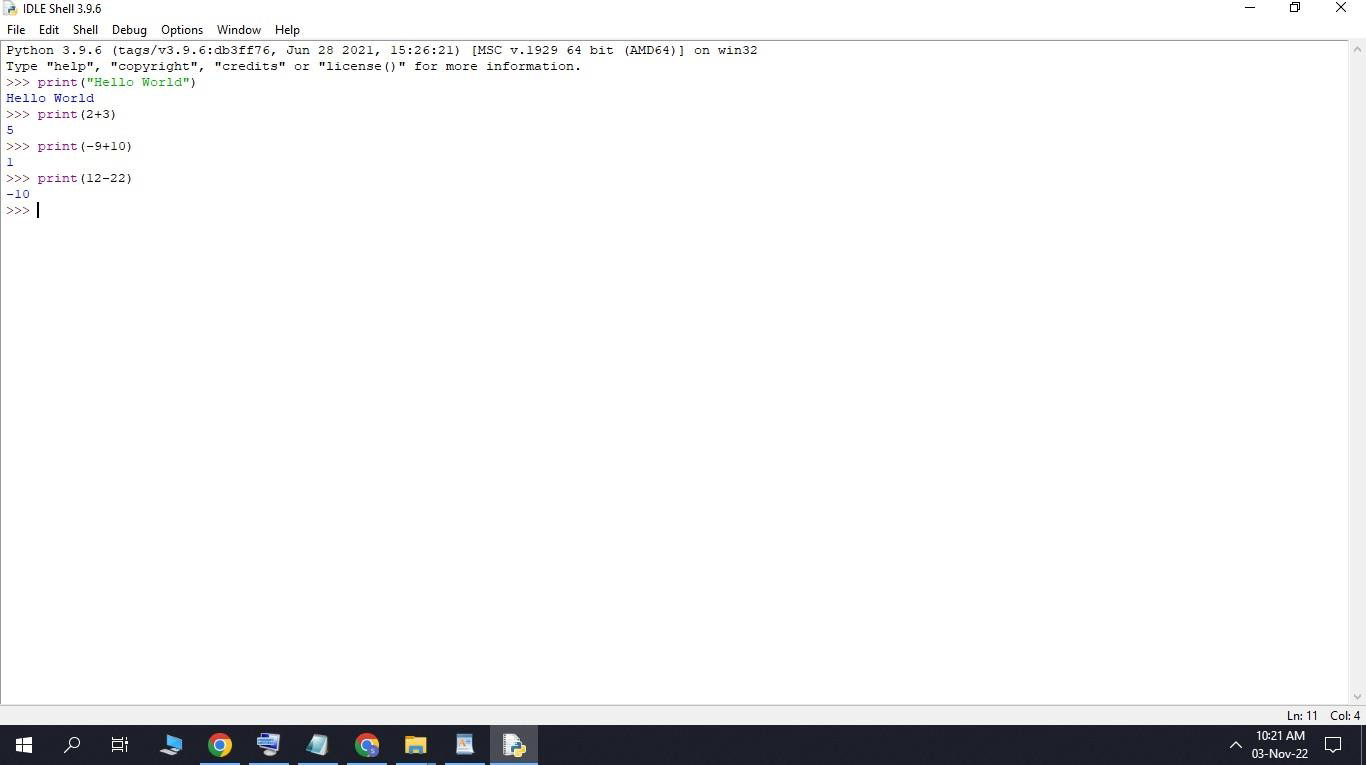 IDLE Shell 3.9.6
File Edit Shell Debug Options Window Help
Python 3.9.6 (tags/v3.9.6:db3ff76, Jun 28 2021, 15:26:21) [MSC v.1929 64 bit (AMD64)] on win32
Type "help", "copyright", "credits" or "license()" for more information.
>>> print("Hello World")
Hello World
>>> print(2+3)
5
>>> print(-9+10)
1
>>> print(12-22)
-10
>>>
Ln: 11 Col: 4
10:21 AM
03-Nov-22